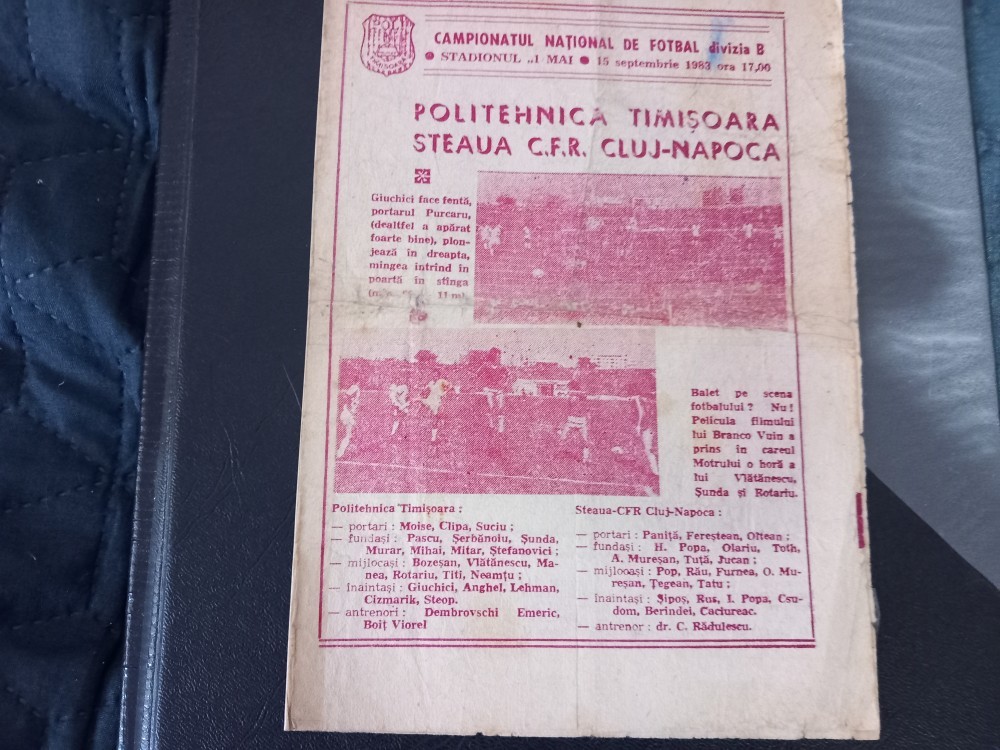 CAMPIONATUL NAȚIONAL DE FOTBAL divizia B
● STADIONUL „1 MAI ● 15 septembrie 1983 ora 17,00
TIMIȘOARA
POLITEHNICA TIMIȘOARA
STEAUA C.F.R. CLUJ-NAPOCA
Giuchici face fentă,
portarul Purcaru,
(dealtfel a apărat
foarte bine), plon-
jează în dreapta,
mingea intrînd în
poartă în stînga
11 m).
Balet pe scena
fotbalului ? Nu !
Pelicula filmului
lui Branco Vuin a
prins în careul
Motrului o horă a
lui Vlătănescu,
Șunda și Rotariu.
Politehnica Timișoara :
— portari : Moise, Clipa, Suciu ;
— fundași : Pascu, Șerbănoiu, Șunda,
Murar, Mihai, Mitar, Ștefanovici ;
— mijlocași : Bozeșan, Vlătănescu, Ma-
nea, Rotariu, Titi, Neamțu ;
— înaintași : Giuchici, Anghel, Lehman,
Cizmarik, Steop.
— antrenori : Dembrovschi Emeric,
Boiț Viorel
Steaua-CFR Cluj-Napoca :
— portari : Paniță, Fereștean, Oltean ;
— fundași : H. Popa, Olariu, Toth,
A. Mureșan, Tuță, Jucan ;
— mijlocași : Pop, Rău, Furnea, O. Mu-
reșan, Țegean, Tatu ;
— înaintași : Șipoș, Rus, I. Popa, Csu-
dom, Berindei, Caciureac.
— antrenor : dr. C. Rădulescu.